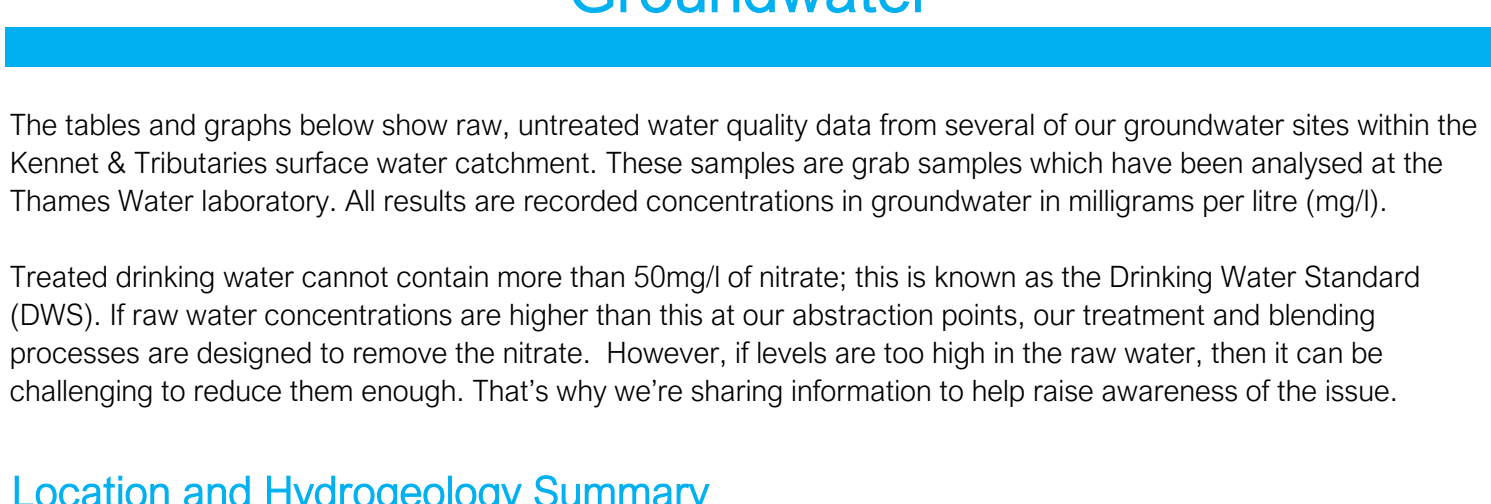 Groundwater
The tables and graphs below show raw, untreated water quality data from several of our groundwater sites within the
Kennet & Tributaries surface water catchment. These samples are grab samples which have been analysed at the
Thames Water laboratory. All results are recorded concentrations in groundwater in milligrams per litre (mg/l).
Treated drinking water cannot contain more than 50mg/l of nitrate; this is known as the Drinking Water Standard
(DWS). If raw water concentrations are higher than this at our abstraction points, our treatment and blending
processes are designed to remove the nitrate.  However, if levels are too high in the raw water, then it can be
challenging to reduce them enough. That’s why we’re sharing information to help raise awareness of the issue.
Location and Hydrogeology Summary